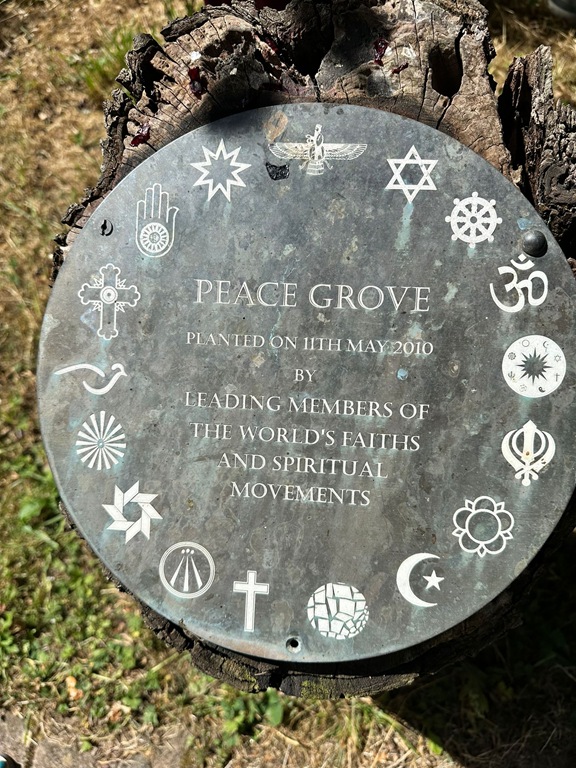 PEACE GROVE
PLANTED ON 11TH MAY 2010
BY
LEADING MEMBERS OF
THE WORLD'S FAITHS
AND SPIRITUAL
MOVEMENTS